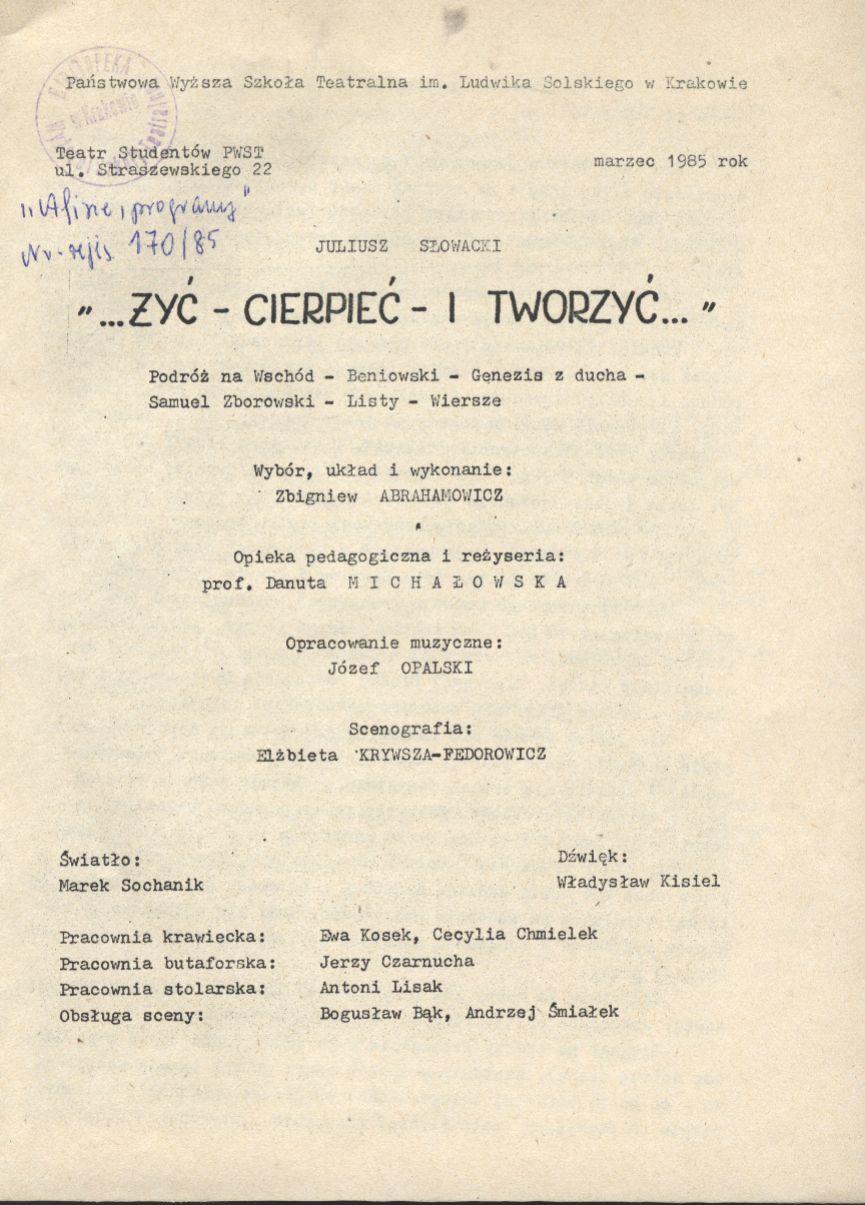 Państwowa Wyższa Szkoła Teatralna im. Ludwika Solskiego w Krakowie
BIBLIOTEKA
w Krakowie
Teatr Studentów PWST
ul. Straszewskiego 22
marzec 1985 rok
"Afisze, programy"
Nr. rejis 170/85
JULIUSZ SŁOWACKI
"...ŻYĆ - CIERPIEĆ - I TWORZYĆ..."
Podróż na Wschód - Beniowski - Genezis z ducha -
Samuel Zborowski - Listy - Wiersze
Wybór, układ i wykonanie:
Zbigniew ABRAHAMOWICZ
Opieka pedagogiczna i reżyseria:
prof. Danuta MICHAŁOWSKA
Opracowanie muzyczne:
Józef OPALSKI
Scenografia:
Elżbieta KRYWSZA-FEDOROWICZ
Światło:
Marek Sochanik
Dźwięk:
Władysław Kisiel
Pracownia krawiecka: Ewa Kosek, Cecylia Chmielek
Pracownia butaforska: Jerzy Czarnucha
Pracownia stolarska: Antoni Lisak
Obsługa sceny: Bogusław Bąk, Andrzej Śmiałek